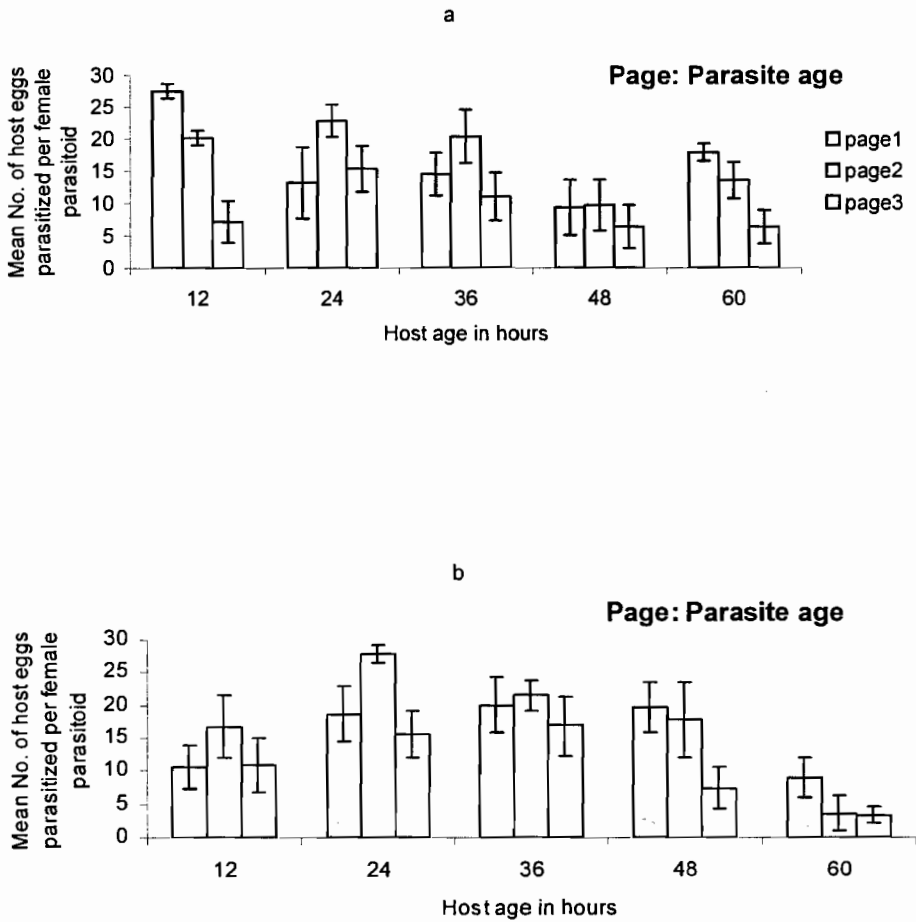 a
Page: Parasite age
Mean No. of host eggs
parasitized per female
parasitoid
30
25
20
15
10
5
0
page1
page2
page3
12 24 36 48 60
Host age in hours
b
Page: Parasite age
Mean No. of host eggs
parasitized per female
parasitoid
30
25
20
15
10
5
0
12 24 36 48 60
Host age in hours